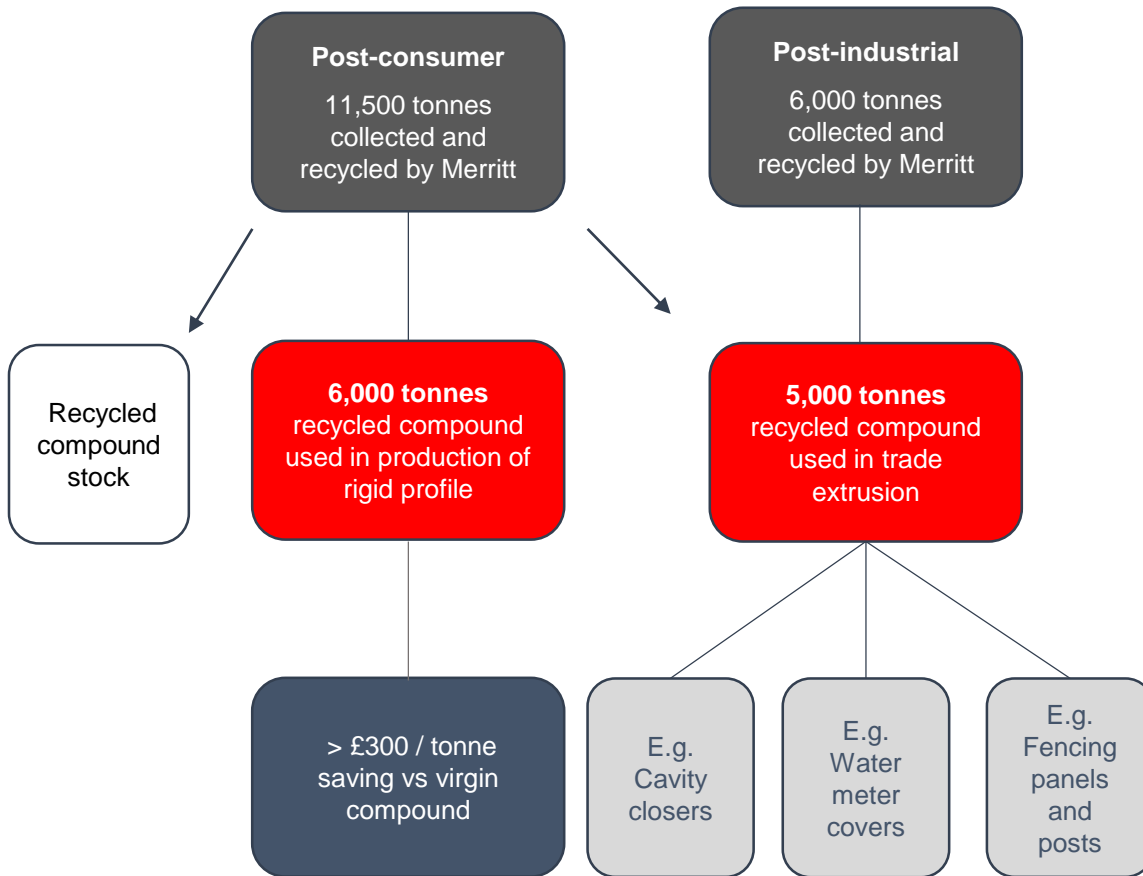 Post-consumer
11,500 tonnes
collected and
recycled by Merritt
Post-industrial
6,000 tonnes
collected and
recycled by Merritt
Recycled
compound
stock
6,000 tonnes
recycled compound
used in production of
rigid profile
5,000 tonnes
recycled compound
used in trade
extrusion
> £300 / tonne
saving vs virgin
compound
E.g.
Cavity
closers
E.g.
Water
meter
covers
E.g.
Fencing
panels
and
posts